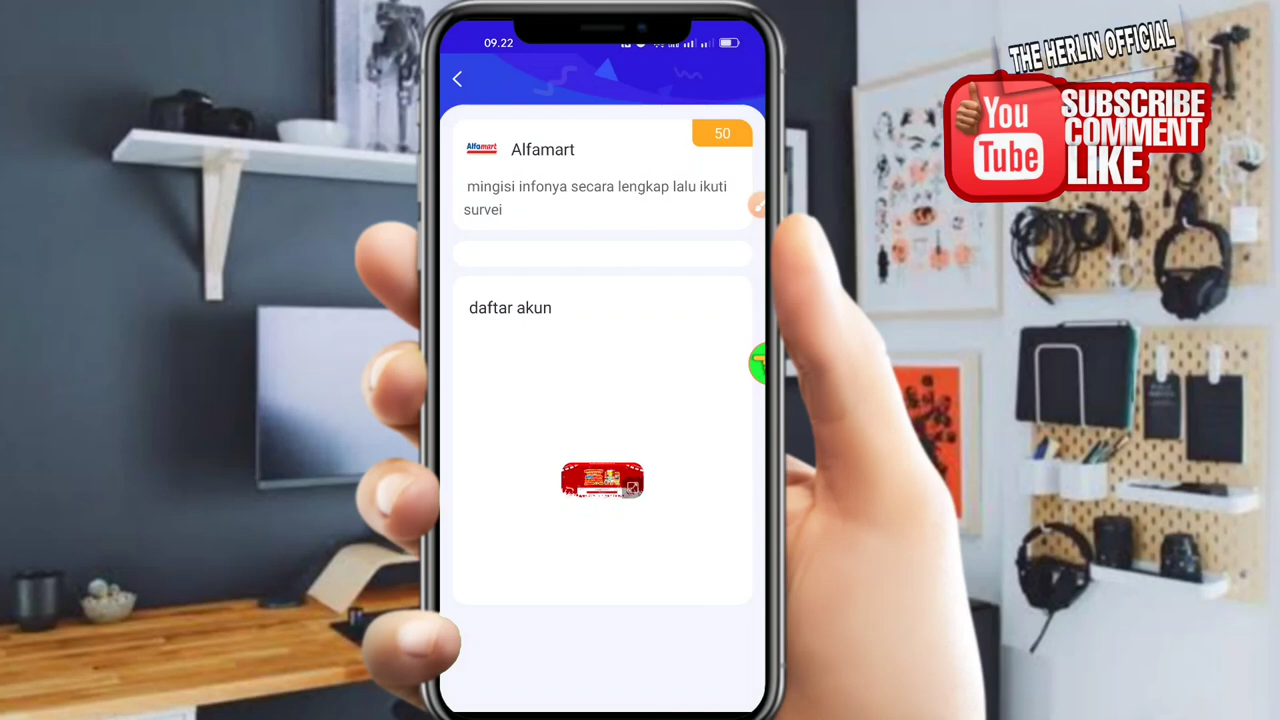 THE HERLIN OFFICIAL
You
Tube
SUBSCRIBE
COMMENT
LIKE
09.22
50
Alfamart
Alfamart
mingisi infonya secara lengkap lalu ikuti
survei
daftar akun